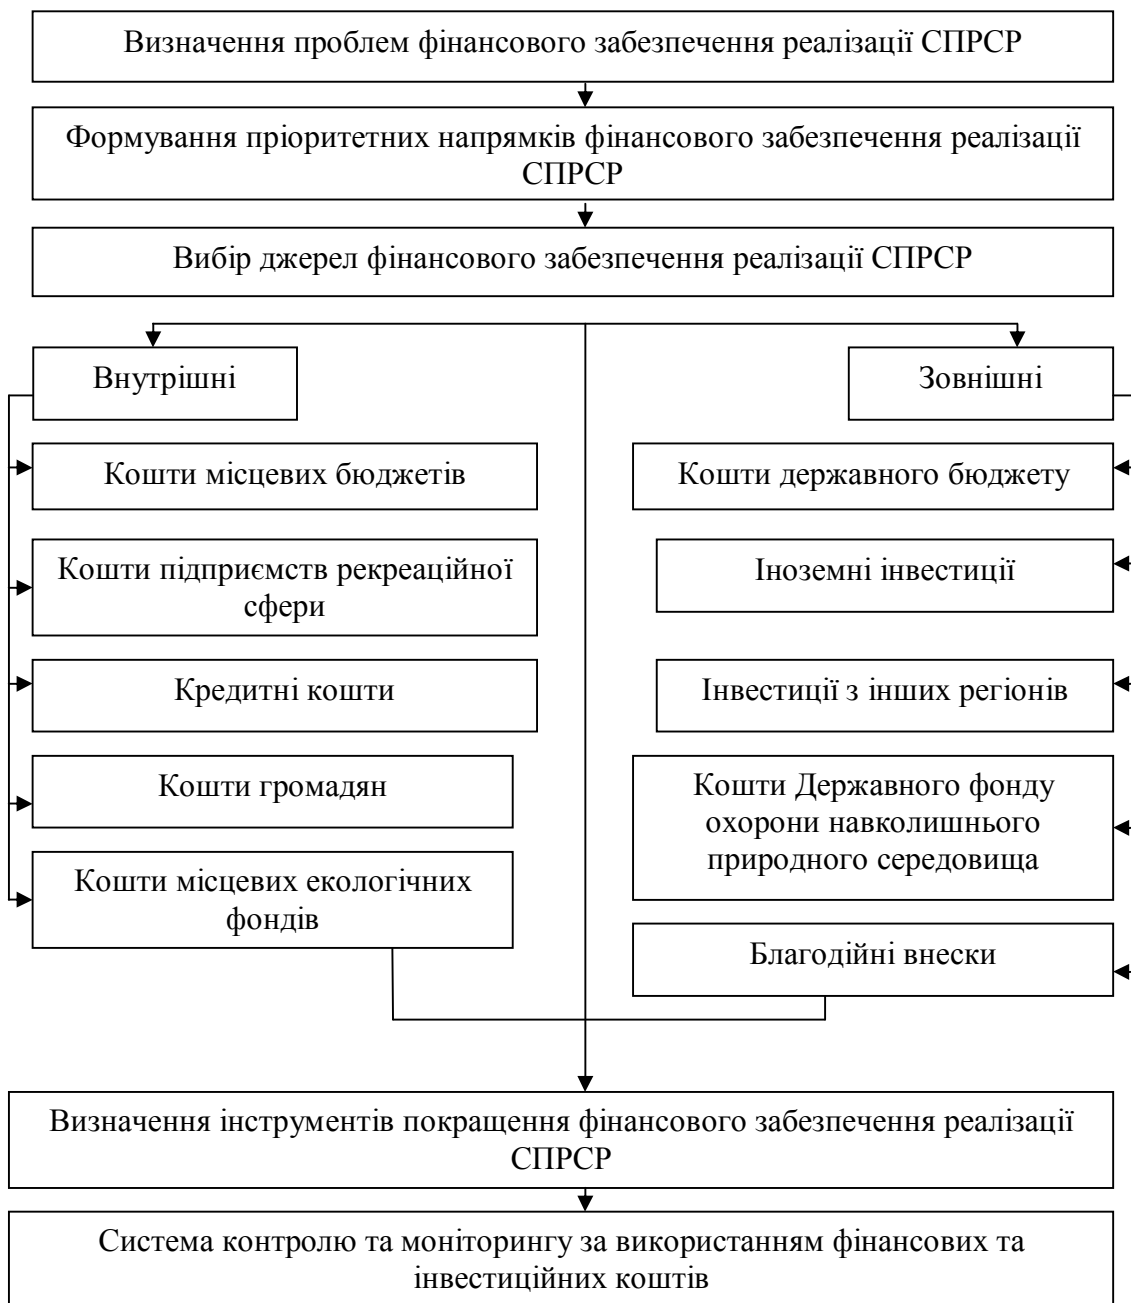 Визначення проблем фінансового забезпечення реалізації СПРСР
Формування пріоритетних напрямків фінансового забезпечення реалізації
СПРСР
Вибір джерел фінансового забезпечення реалізації СПРСР
Внутрішні
Зовнішні
Кошти місцевих бюджетів
Кошти державного бюджету
Кошти підприємств рекреаційної
сфери
Іноземні інвестиції
Кредитні кошти
Інвестиції з інших регіонів
Кошти громадян
Кошти Державного фонду
охорони навколишнього
природного середовища
Кошти місцевих екологічних
фондів
Благодійні внески
Визначення інструментів покращення фінансового забезпечення реалізації
СПРСР
Система контролю та моніторингу за використанням фінансових та
інвестиційних коштів